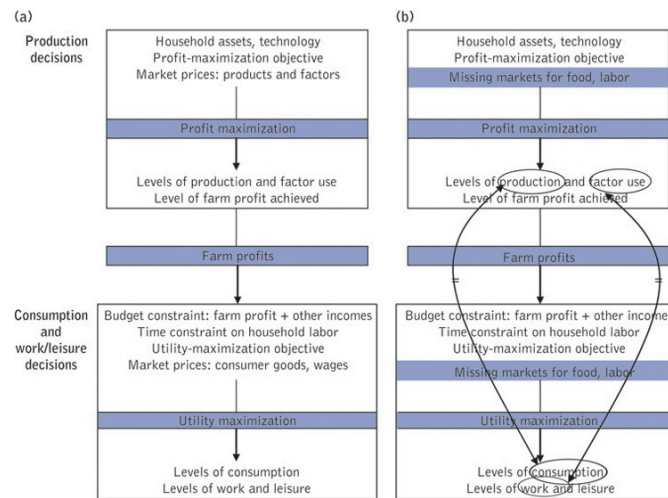 (a)
Production
decisions
Household assets, technology
Profit-maximization objective
Market prices: products and factors
Profit maximization
Levels of production and factor use
Level of farm profit achieved
Farm profits
Consumption
and
work/leisure
decisions
Budget constraint: farm profit + other incomes
Time constraint on household labor
Utility-maximization objective
Market prices: consumer goods, wages
Utility maximization
Levels of consumption
Levels of work and leisure
(b)
Household assets, technology
Profit-maximization objective
Missing markets for food, labor
Profit maximization
Levels of production and factor use
Level of farm profit achieved
Farm profits
=
=
Budget constraint: farm profit + other incomes
Time constraint on household labor
Utility-maximization objective
Missing markets for food, labor
Utility maximization
Levels of consumption
Levels of work and leisure